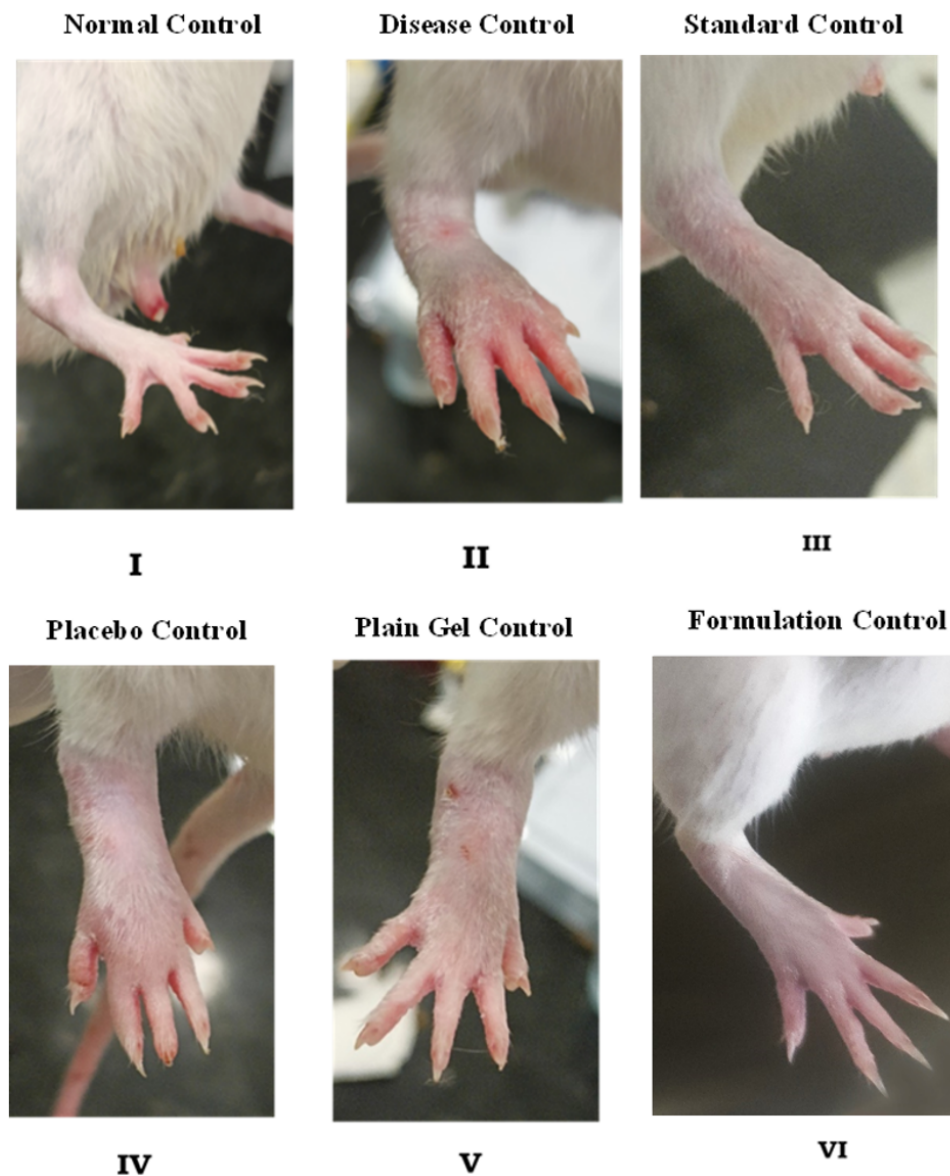 Normal Control
Disease Control
Standard Control
I
II
III
Placebo Control
Plain Gel Control
Formulation Control
IV
V
VI